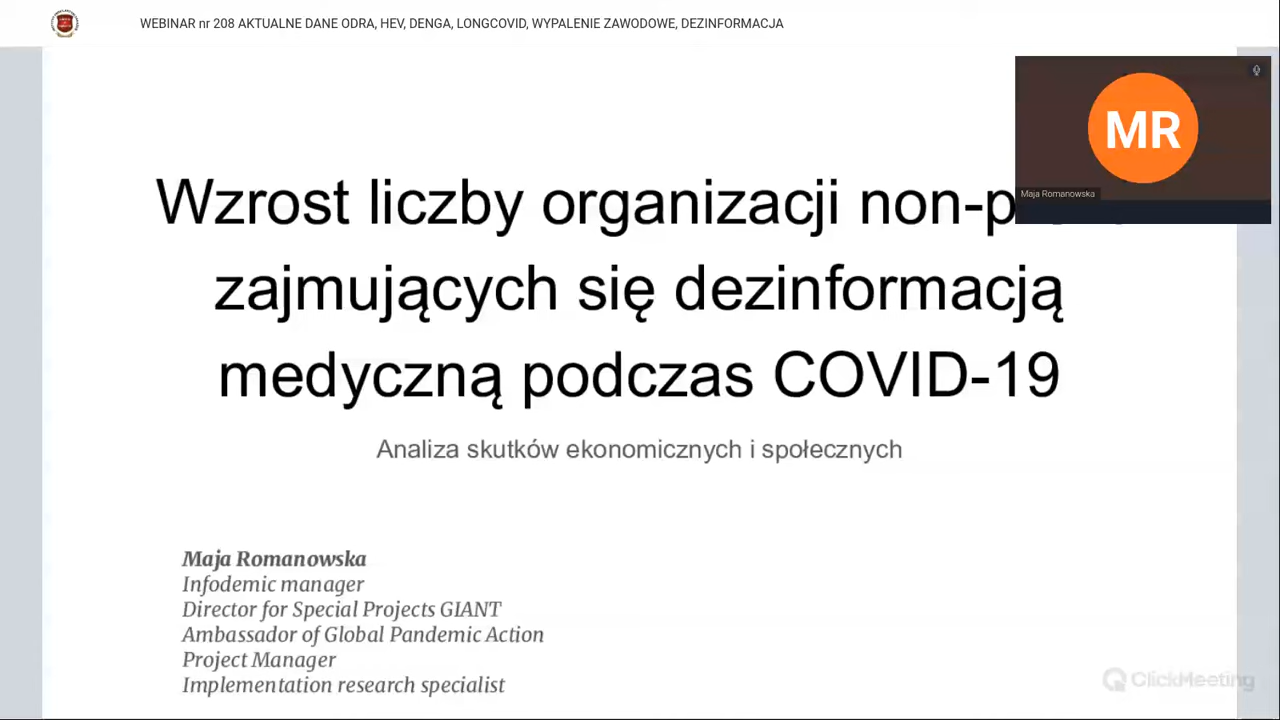 WEBINAR nr 208 AKTUALNE DANE ODRA, HEV, DENGA, LONGCOVID, WYPALENIE ZAWODOWE, DEZINFORMACJA
MR
Maja Romanowska
Wzrost liczby organizacji non-p
zajmujących się dezinformacją
medyczną podczas COVID-19
Analiza skutków ekonomicznych i społecznych
Maja Romanowska
Infodemic manager
Director for Special Projects GIANT
Ambassador of Global Pandemic Action
Project Manager
Implementation research specialist
ClickMeeting